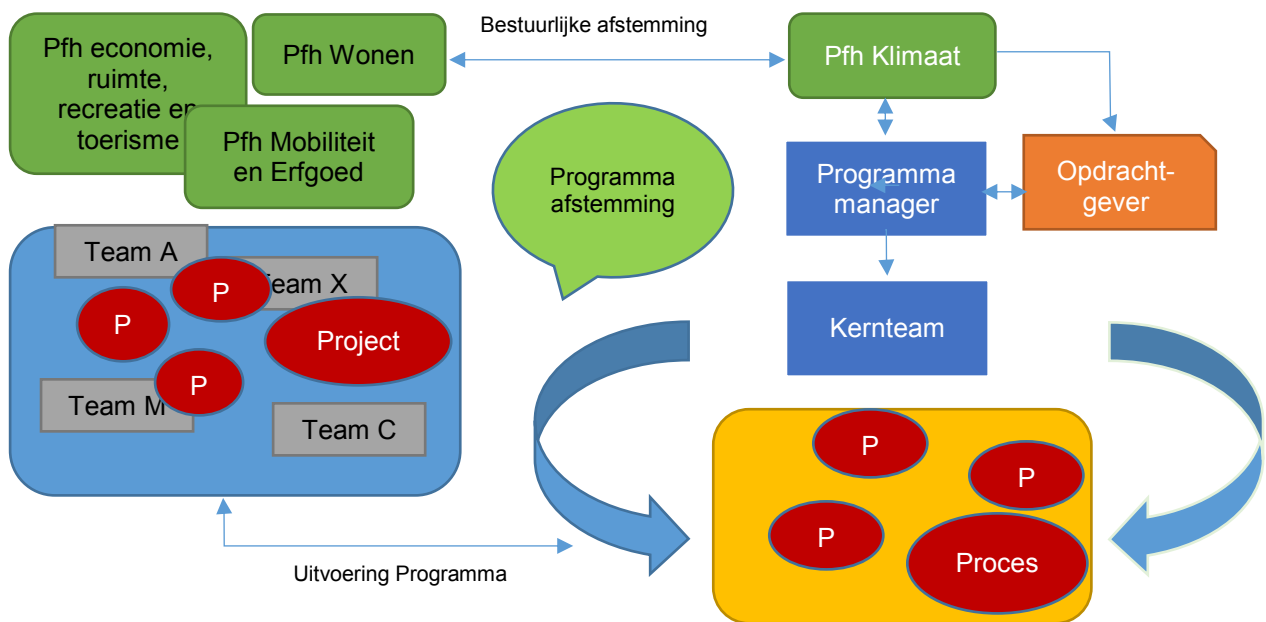 Bestuurlijke afstemming
Pfh economie,
ruimte,
recreatie en
toerisme
Pfh Wonen
Pfh Mobiliteit
en Erfgoed
Pfh Klimaat
Programma
afstemming
Programma
manager
Opdracht-
gever
Kernteam
Team A
Team X
P
P
Project
P
Team M
Team C
P
P
P
Proces
Uitvoering Programma